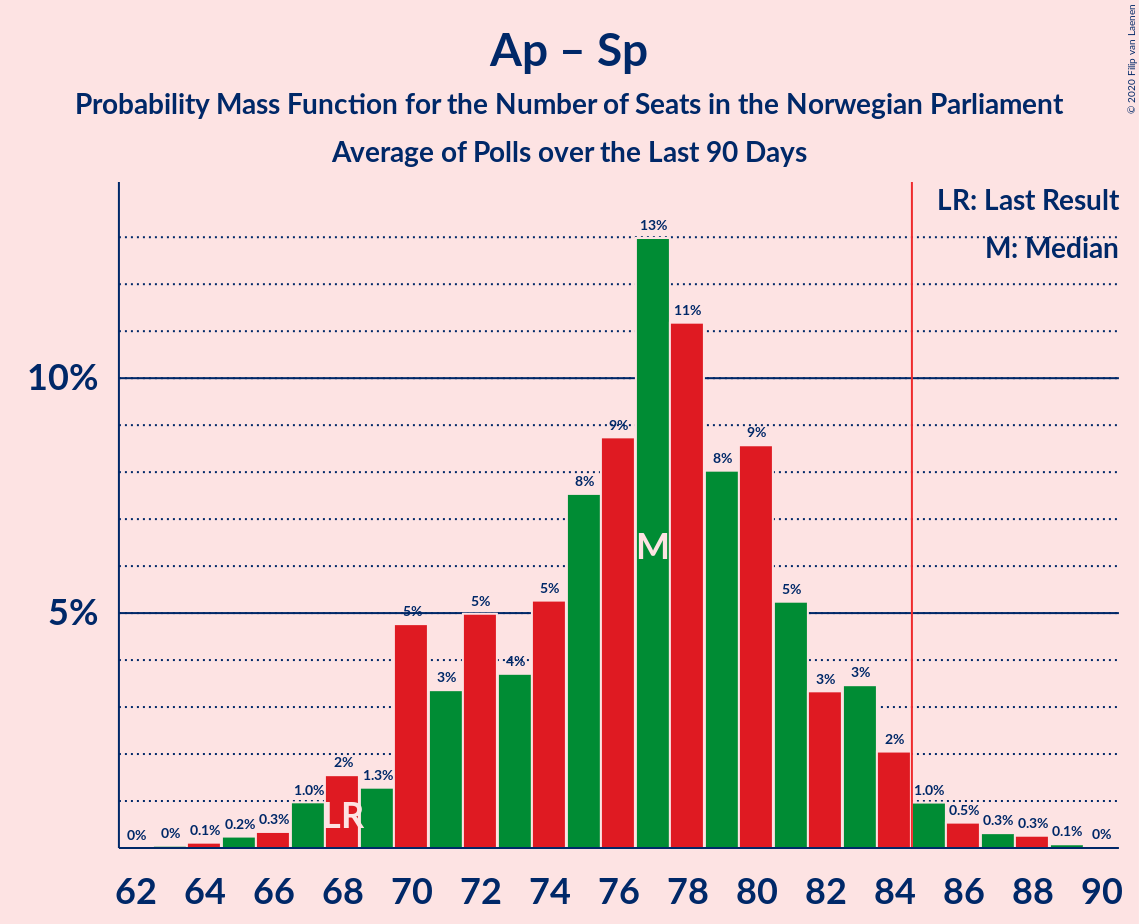 Ap – Sp
Probability Mass Function for the Number of Seats in the Norwegian Parliament
Average of Polls over the Last 90 Days
© 2020 Filip van Laenen
LR: Last Result
M: Median
10%
5%
0% 0% 0.1% 0.2% 0.3% 1.0% 2% 1.3% 5% 3% 5% 4% 5% 8% 9% 13% 11% 8% 9% 5% 3% 3% 2% 1.0% 0.5% 0.3% 0.3% 0.1% 0%
LR
M
62 64 66 68 70 72 74 76 78 80 82 84 86 88 90